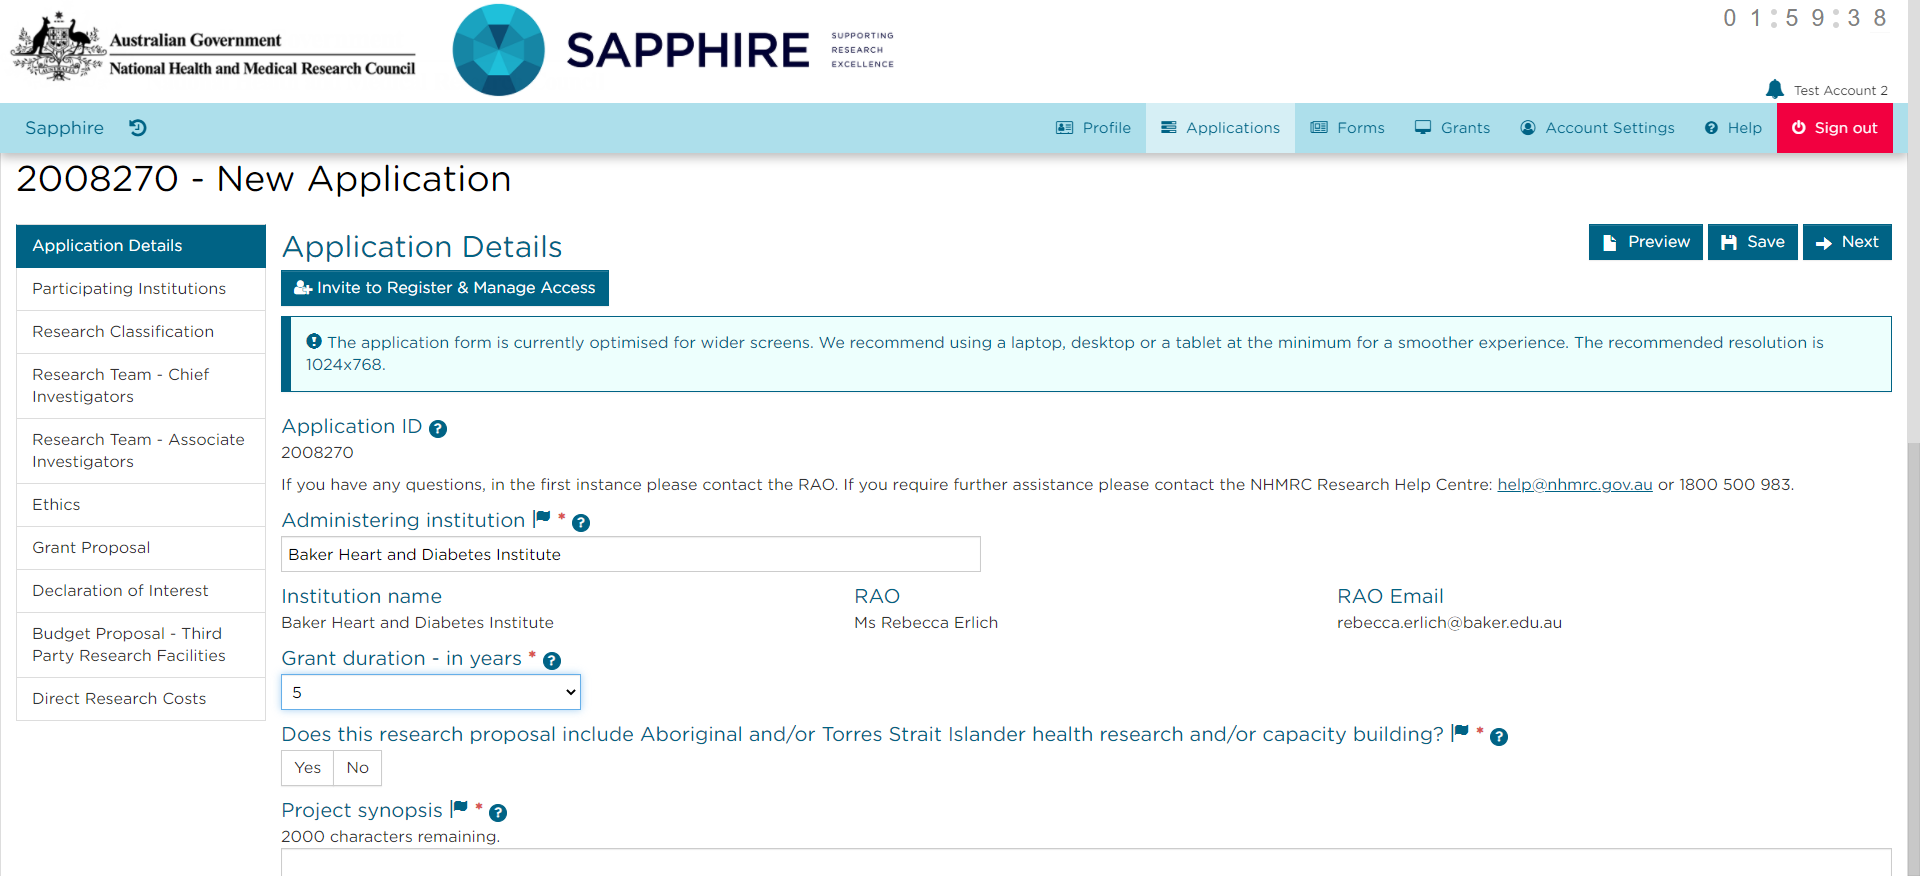 Australian Government
National Health and Medical Research Council
SAPPHIRE
SUPPORTING
RESEARCH
EXCELLENCE
01:59:38
Test Account 2
Sapphire
Profile
Applications
Forms
Grants
Account Settings
Help
Sign out
2008270 - New Application
Application Details
Participating Institutions
Research Classification
Research Team - Chief
Investigators
Research Team - Associate
Investigators
Ethics
Grant Proposal
Declaration of Interest
Budget Proposal - Third
Party Research Facilities
Direct Research Costs
Application Details
Preview
Save
Next
Invite to Register & Manage Access
The application form is currently optimised for wider screens. We recommend using a laptop, desktop or a tablet at the minimum for a smoother experience. The recommended resolution is
1024x768.
Application ID
2008270
If you have any questions, in the first instance please contact the RAO. If you require further assistance please contact the NHMRC Research Help Centre: help@nhmrc.gov.au or 1800 500 983.
Administering institution *
Baker Heart and Diabetes Institute
Institution name
Baker Heart and Diabetes Institute
RAO
Ms Rebecca Erlich
RAO Email
rebecca.erlich@baker.edu.au
Grant duration - in years *
5
Does this research proposal include Aboriginal and/or Torres Strait Islander health research and/or capacity building? *
Yes
No
Project synopsis *
2000 characters remaining.